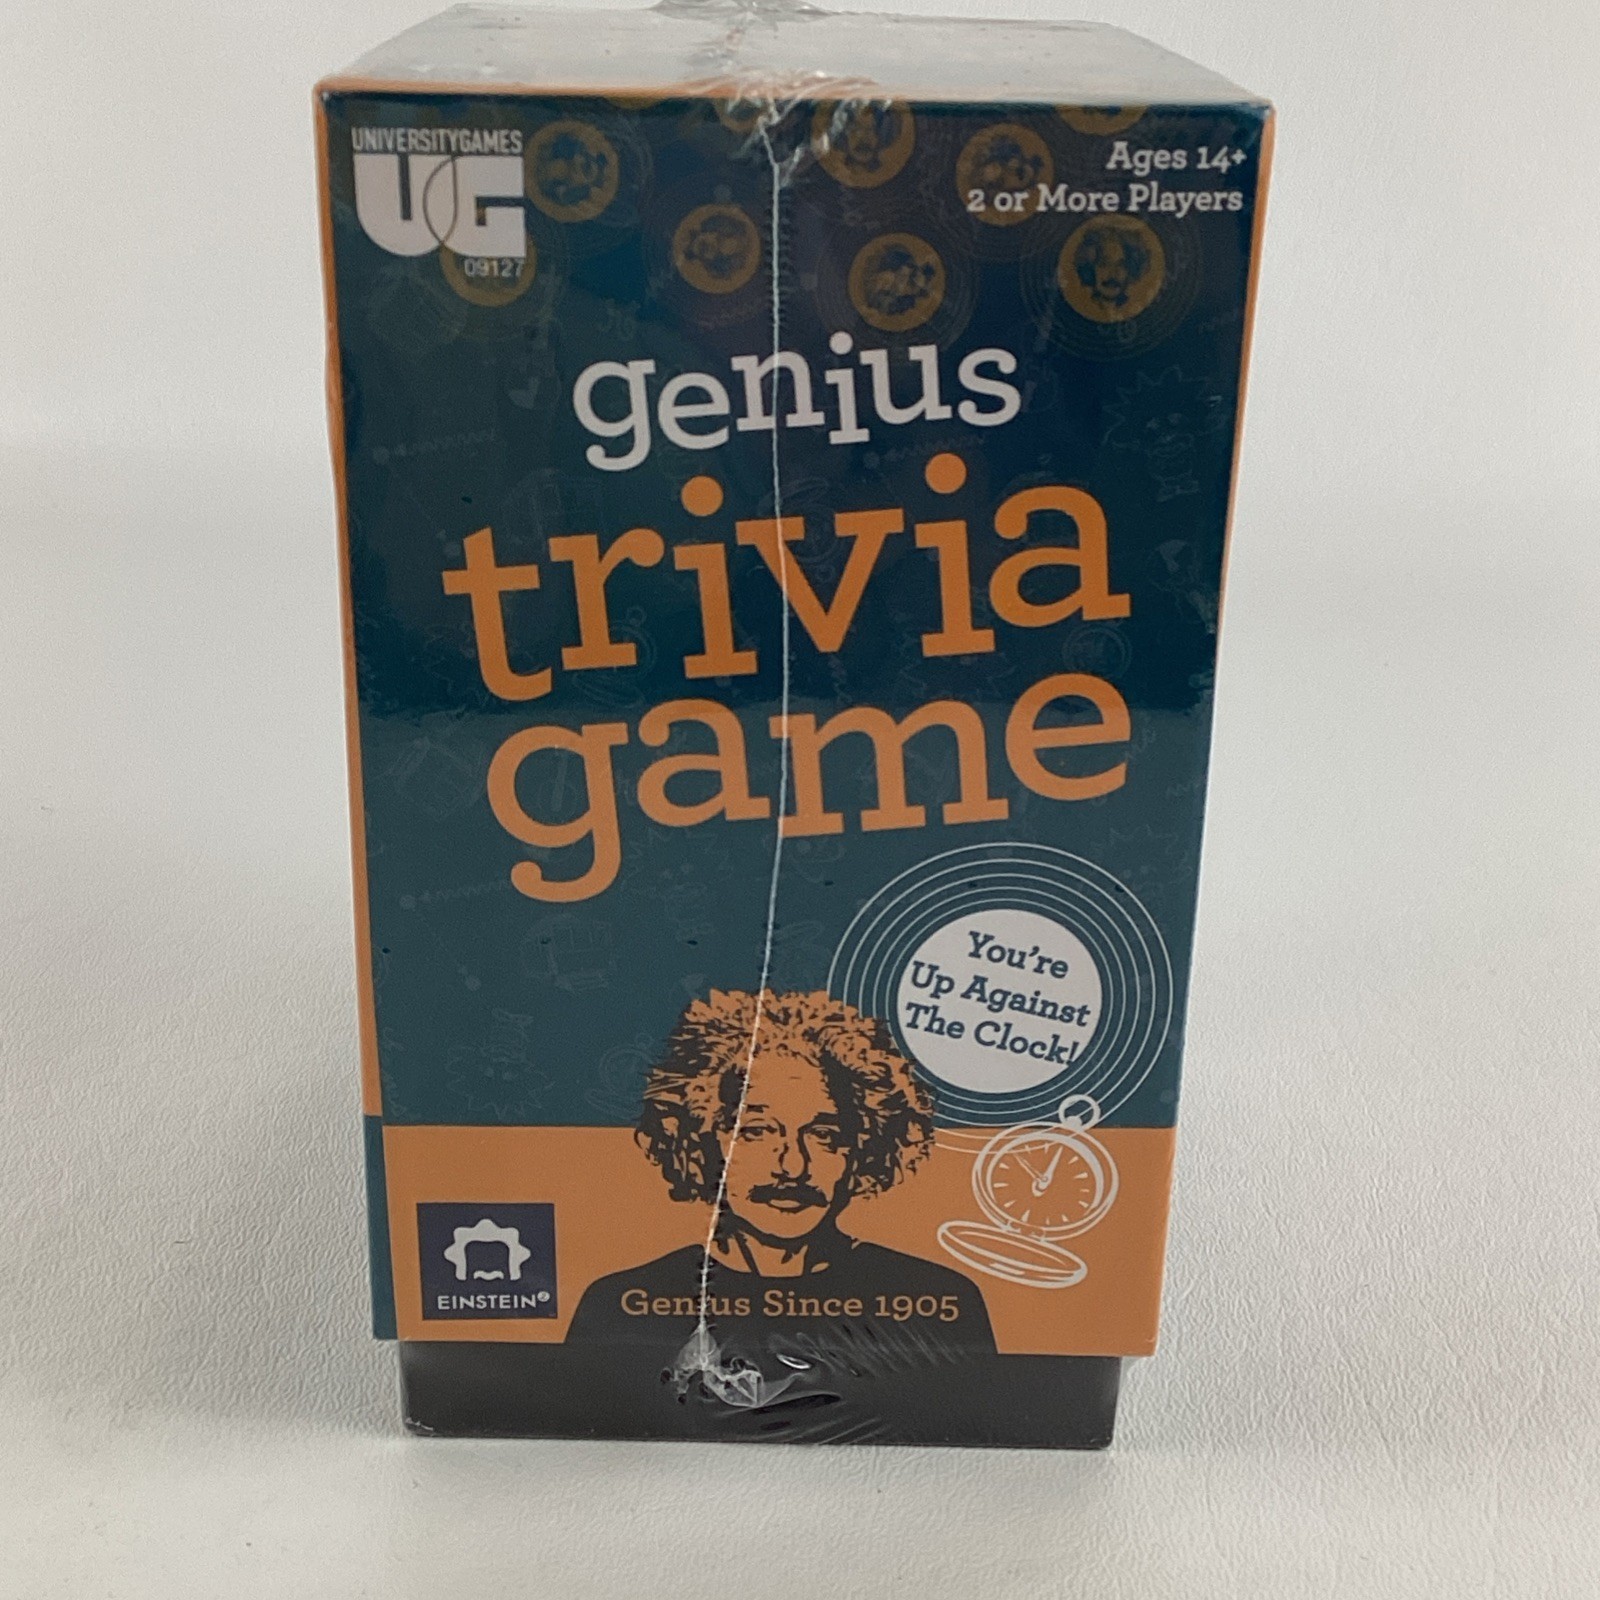 UNIVERSITYGAMES
UG
09127
Ages 14+
2 or More Players
genius
trivia
game
You're
Up Against
The Clock!
EINSTEIN²
Genius Since 1905